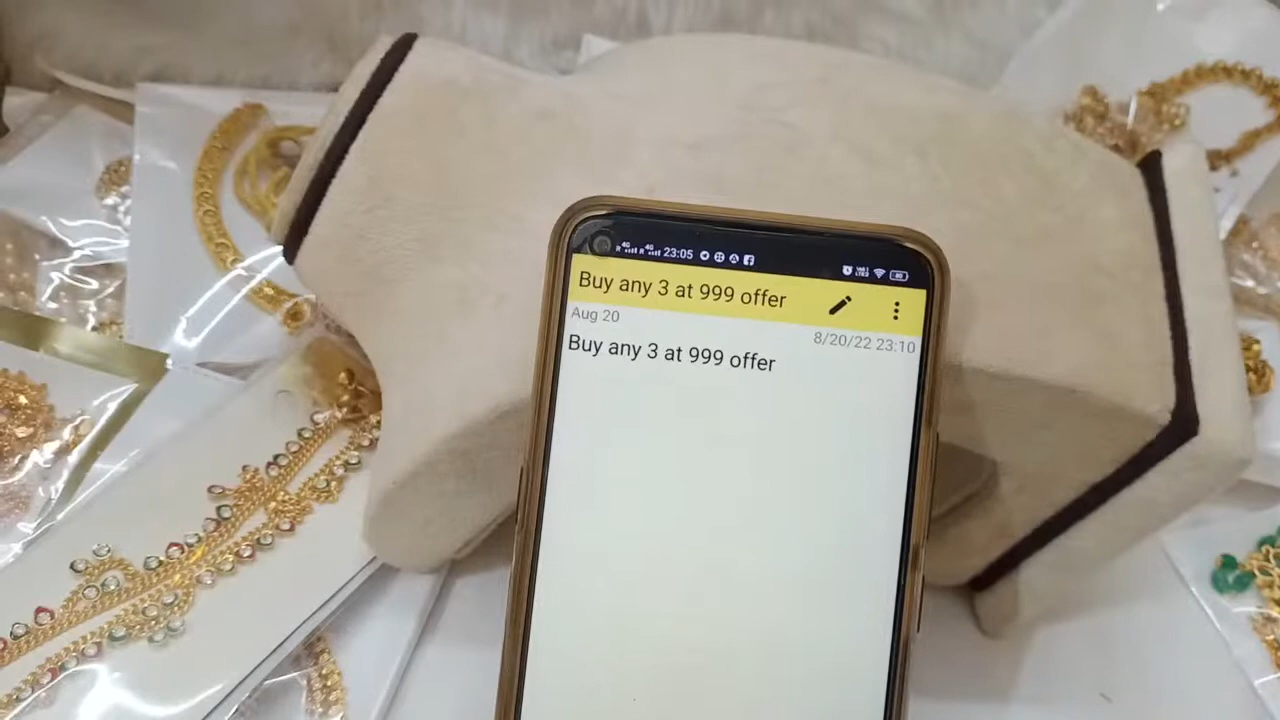 23:05
Buy any 3 at 999 offer
Aug 20
8/20/22 23:10
Buy any 3 at 999 offer